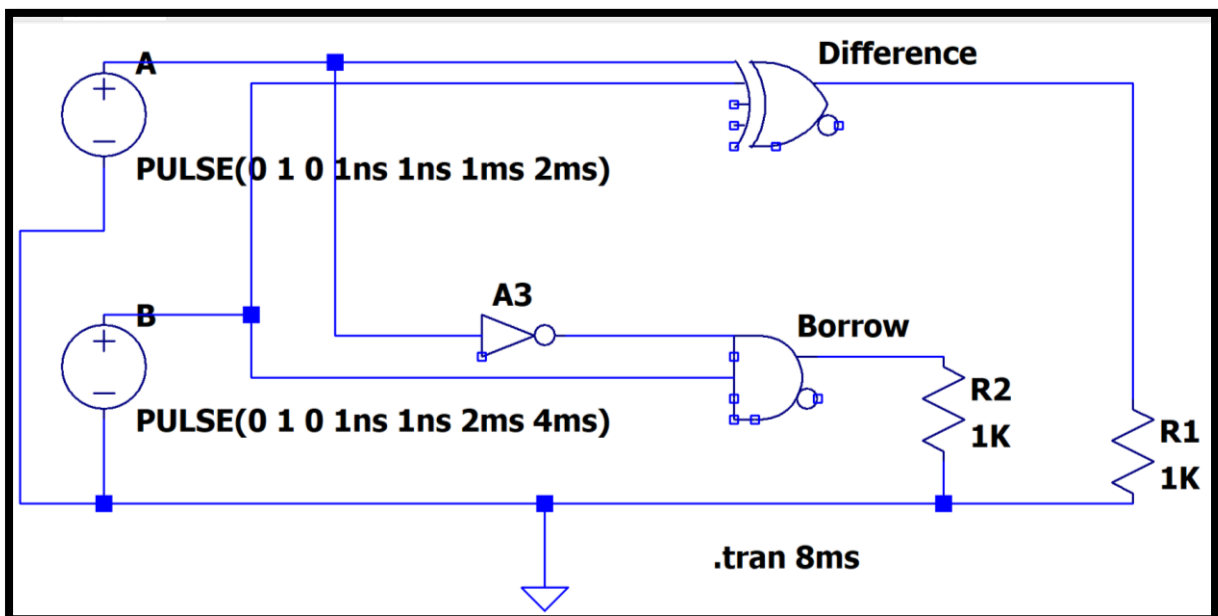 A
Difference
PULSE(0 1 0 1ns 1ns 1ms 2ms)
A3
B
Borrow
R2
1K
PULSE(0 1 0 1ns 1ns 2ms 4ms)
R1
1K
.tran 8ms